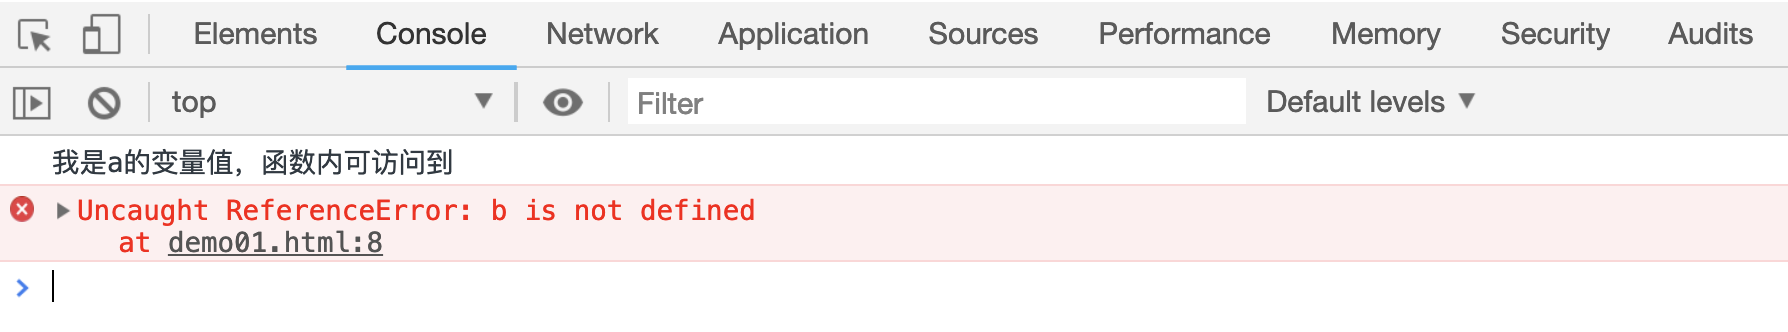 Elements Console Network Application Sources Performance Memory Security Audits
top Filter Default levels
我是a的变量值，函数内可访问到
Uncaught ReferenceError: b is not defined
at demo01.html:8